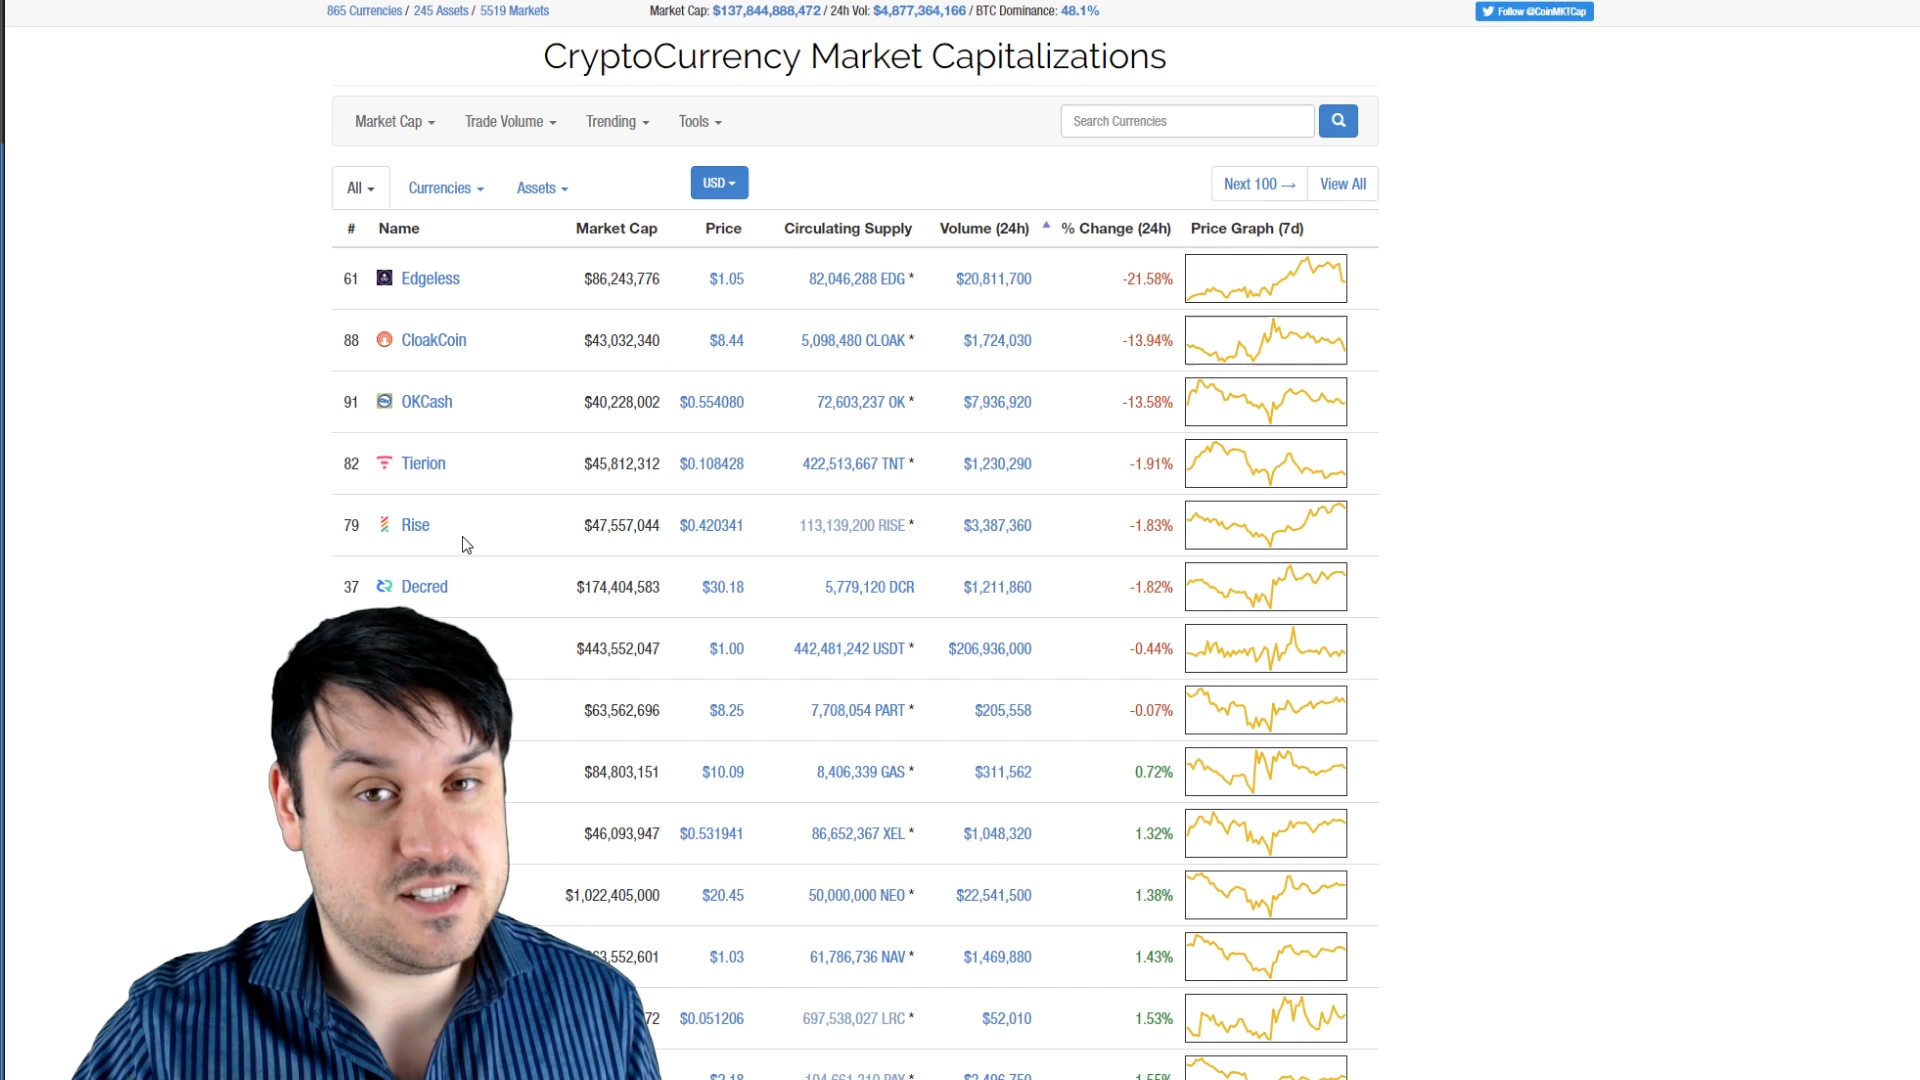 865 Currencies / 245 Assets / 5519 Markets Market Cap: $137,844,888,472 / 24h Vol: $4,877,364,166 / BTC Dominance: 48.1% Follow @CoinMKTCap
CryptoCurrency Market Capitalizations
Market Cap Trade Volume Trending Tools Search Currencies
All Currencies Assets USD Next 100 → View All
# Name Market Cap Price Circulating Supply Volume (24h) % Change (24h) Price Graph (7d)
61 Edgeless $86,243,776 $1.05 82,046,288 EDG * $20,811,700 -21.58%
88 CloakCoin $43,032,340 $8.44 5,098,480 CLOAK * $1,724,030 -13.94%
91 OKCash $40,228,002 $0.554080 72,603,237 OK * $7,936,920 -13.58%
82 Tierion $45,812,312 $0.108428 422,513,667 TNT * $1,230,290 -1.91%
79 Rise $47,557,044 $0.420341 113,139,200 RISE * $3,387,360 -1.83%
37 Decred $174,404,583 $30.18 5,779,120 DCR $1,211,860 -1.82%
$443,552,047 $1.00 442,481,242 USDT * $206,936,000 -0.44%
$63,562,696 $8.25 7,708,054 PART * $205,558 -0.07%
$84,803,151 $10.09 8,406,339 GAS * $311,562 0.72%
$46,093,947 $0.531941 86,652,367 XEL * $1,048,320 1.32%
$1,022,405,000 $20.45 50,000,000 NEO * $22,541,500 1.38%
3,552,601 $1.03 61,786,736 NAV * $1,469,880 1.43%
72 $0.051206 697,538,027 LRC * $52,010 1.53%